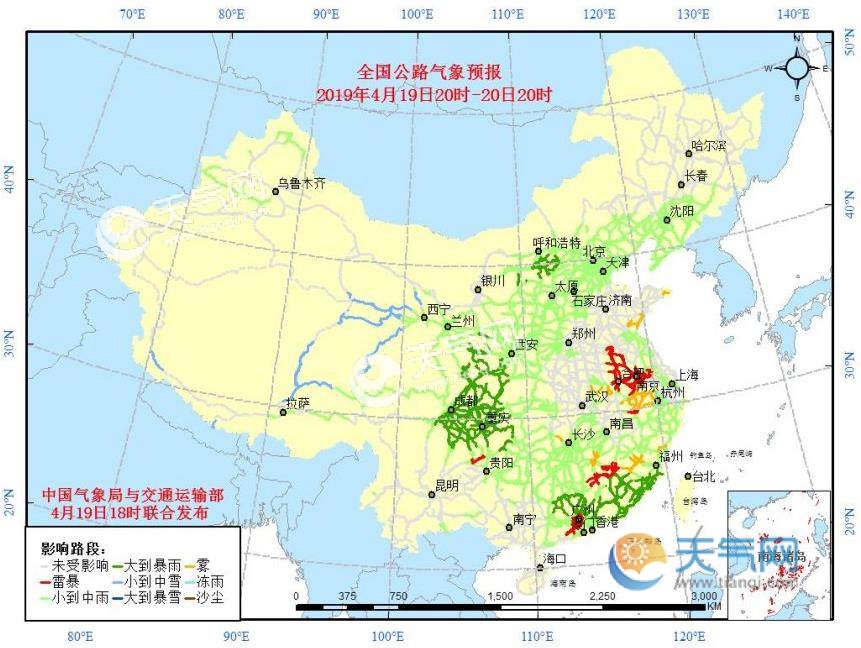 70°E 80°E 90°E 100°E 110°E 120°E 130°E 140°E
50°N
40°N
30°N
20°N
全国公路气象预报
2019年4月19日20时-20日20时
N
W E
S
哈尔滨
长春
沈阳
乌鲁木齐
呼和浩特
北京
天津
银川
太原
石家庄
济南
西宁
兰州
郑州
西安
上海
南京
杭州
武汉
成都
重庆
拉萨
南昌
长沙
贵阳
福州
钓鱼岛
赤尾屿
台北
台湾岛
昆明
南宁
香港
海口
海南岛
南海诸岛
天气网
www.tianqi.com
中国气象局与交通运输部
4月19日18时联合发布
影响路段:
未受影响 大到暴雨 雾
雷暴 小到中雪 冻雨
小到中雨 大到暴雪 沙尘
0 375 750 1,500 2,250 3,000
KM
40°N
30°N
20°N
80°E 90°E 100°E 110°E 120°E